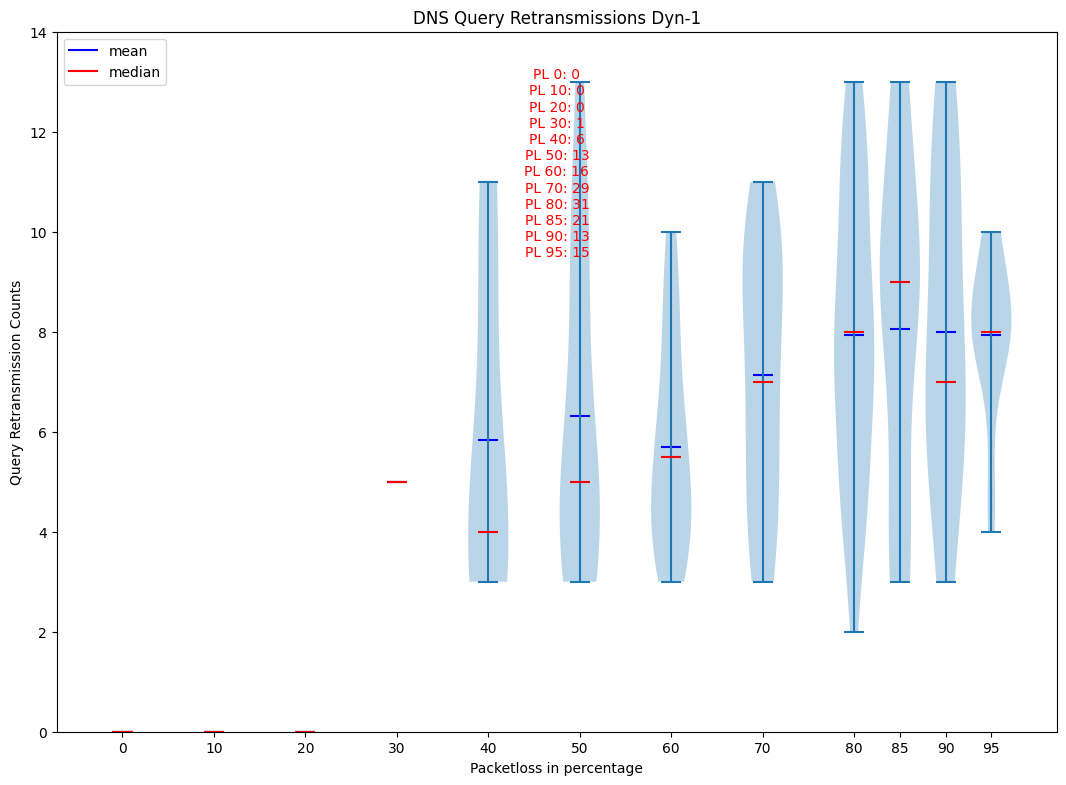 DNS Query Retransmissions Dyn-1
mean
median
PL 0: 0
PL 10: 0
PL 20: 0
PL 30: 1
PL 40: 6
PL 50: 13
PL 60: 16
PL 70: 29
PL 80: 31
PL 85: 21
PL 90: 13
PL 95: 15
Query Retransmission Counts
14
12
10
8
6
4
2
0
0 10 20 30 40 50 60 70 80 85 90 95
Packetloss in percentage